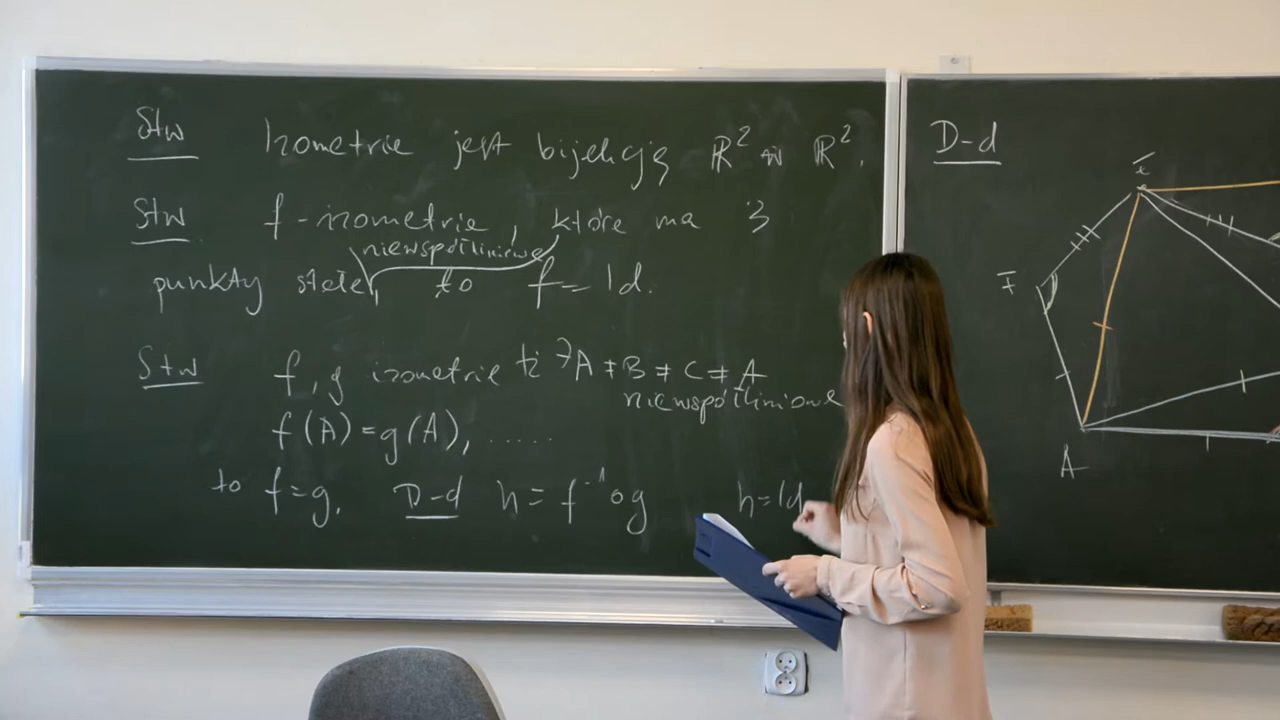 Stw Izometria jest bijekcją ℝ² w ℝ².
Stw f-izometria, która ma 3
niewspółliniowe
punkty stałe, to f=Id.
Stw f, g izometrie tż ∃A≠B≠C≠A
niewspółliniowe
f(A)=g(A), .....
to f=g. D-d h = f⁻¹∘g h=Id
D-d
E
F
A